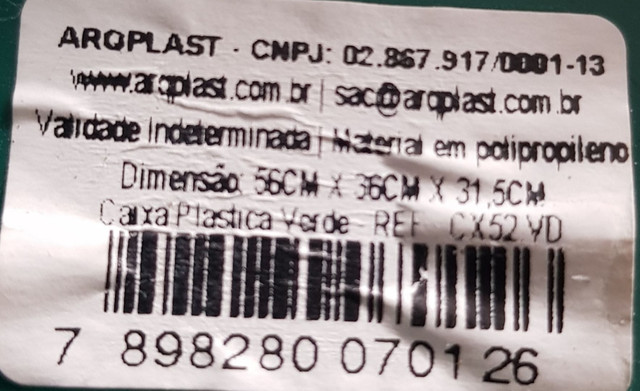 ARQPLAST - CNPJ: 02.867.917/0001-13
www.arqplast.com.br | sac@arqplast.com.br
Validade Indeterminada | Material em polipropileno
Dimensão: 56CM X 36CM X 31,5CM
Caixa Plastica Verde - REF. CX52.VD
7 898280 070126